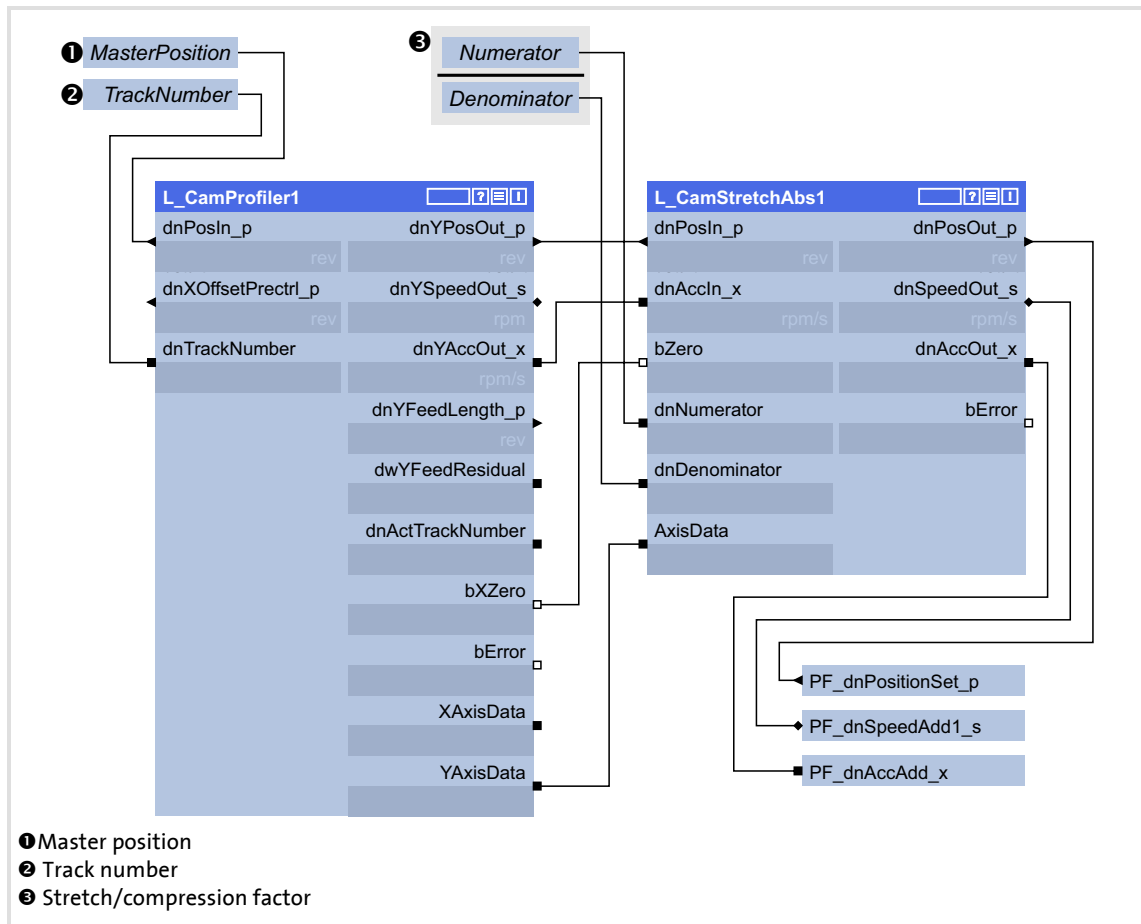 ❶ MasterPosition
❷ TrackNumber
❸ Numerator
Denominator
L_CamProfiler1
dnPosIn_p
rev
dnYPosOut_p
rev
dnXOffsetPrectrl_p
rev
dnYSpeedOut_s
rpm
dnTrackNumber
dnYAccOut_x
rpm/s
dnYFeedLength_p
rev
dwYFeedResidual
dnActTrackNumber
bXZero
bError
XAxisData
YAxisData
L_CamStretchAbs1
dnPosIn_p
rev
dnPosOut_p
rev
dnAccIn_x
rpm/s
dnSpeedOut_s
rpm/s
bZero
dnAccOut_x
dnNumerator
bError
dnDenominator
AxisData
PF_dnPositionSet_p
PF_dnSpeedAdd1_s
PF_dnAccAdd_x
❶Master position
❷ Track number
❸ Stretch/compression factor